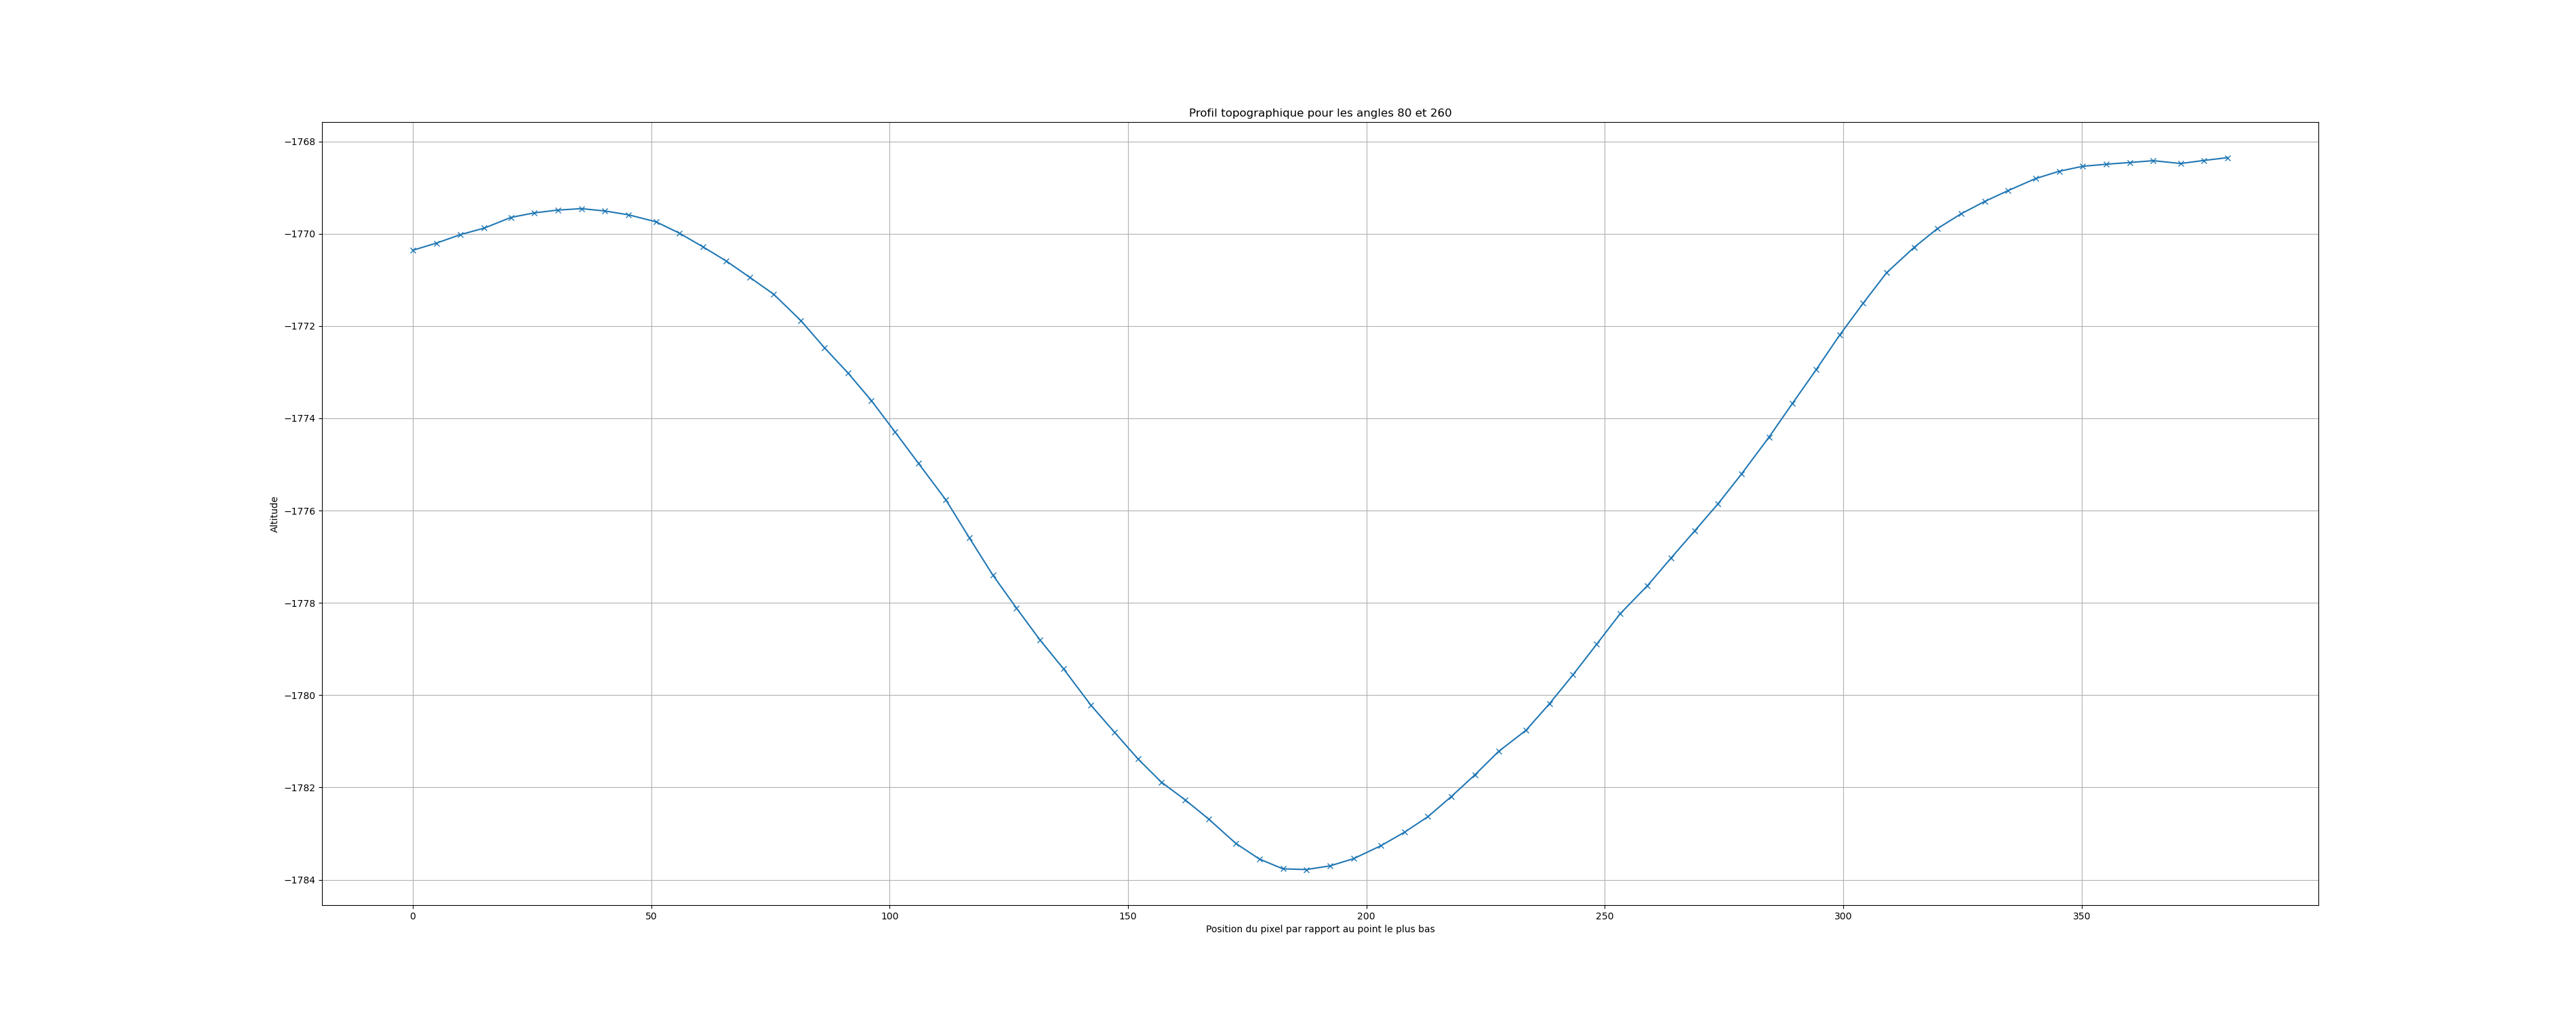 Profil topographique pour les angles 80 et 260
−1768
−1770
−1772
−1774
−1776
−1778
−1780
−1782
−1784
Altitude
0 50 100 150 200 250 300 350
Position du pixel par rapport au point le plus bas